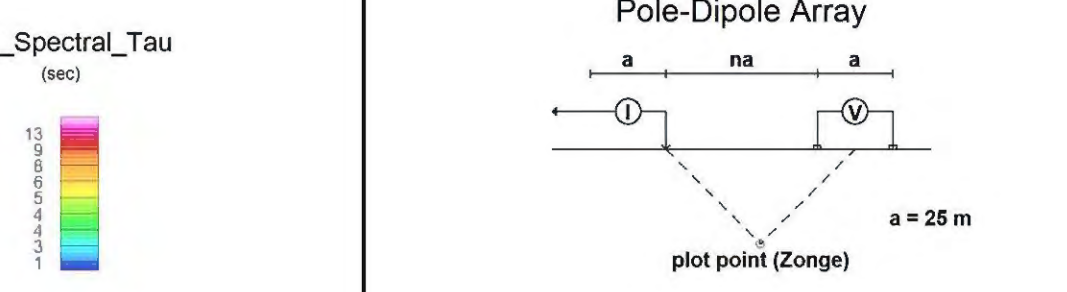 _Spectral_Tau
(sec)
13
9
8
6
5
4
4
3
1
Pole-Dipole Array
a na a
I V
a = 25 m
plot point (Zonge)